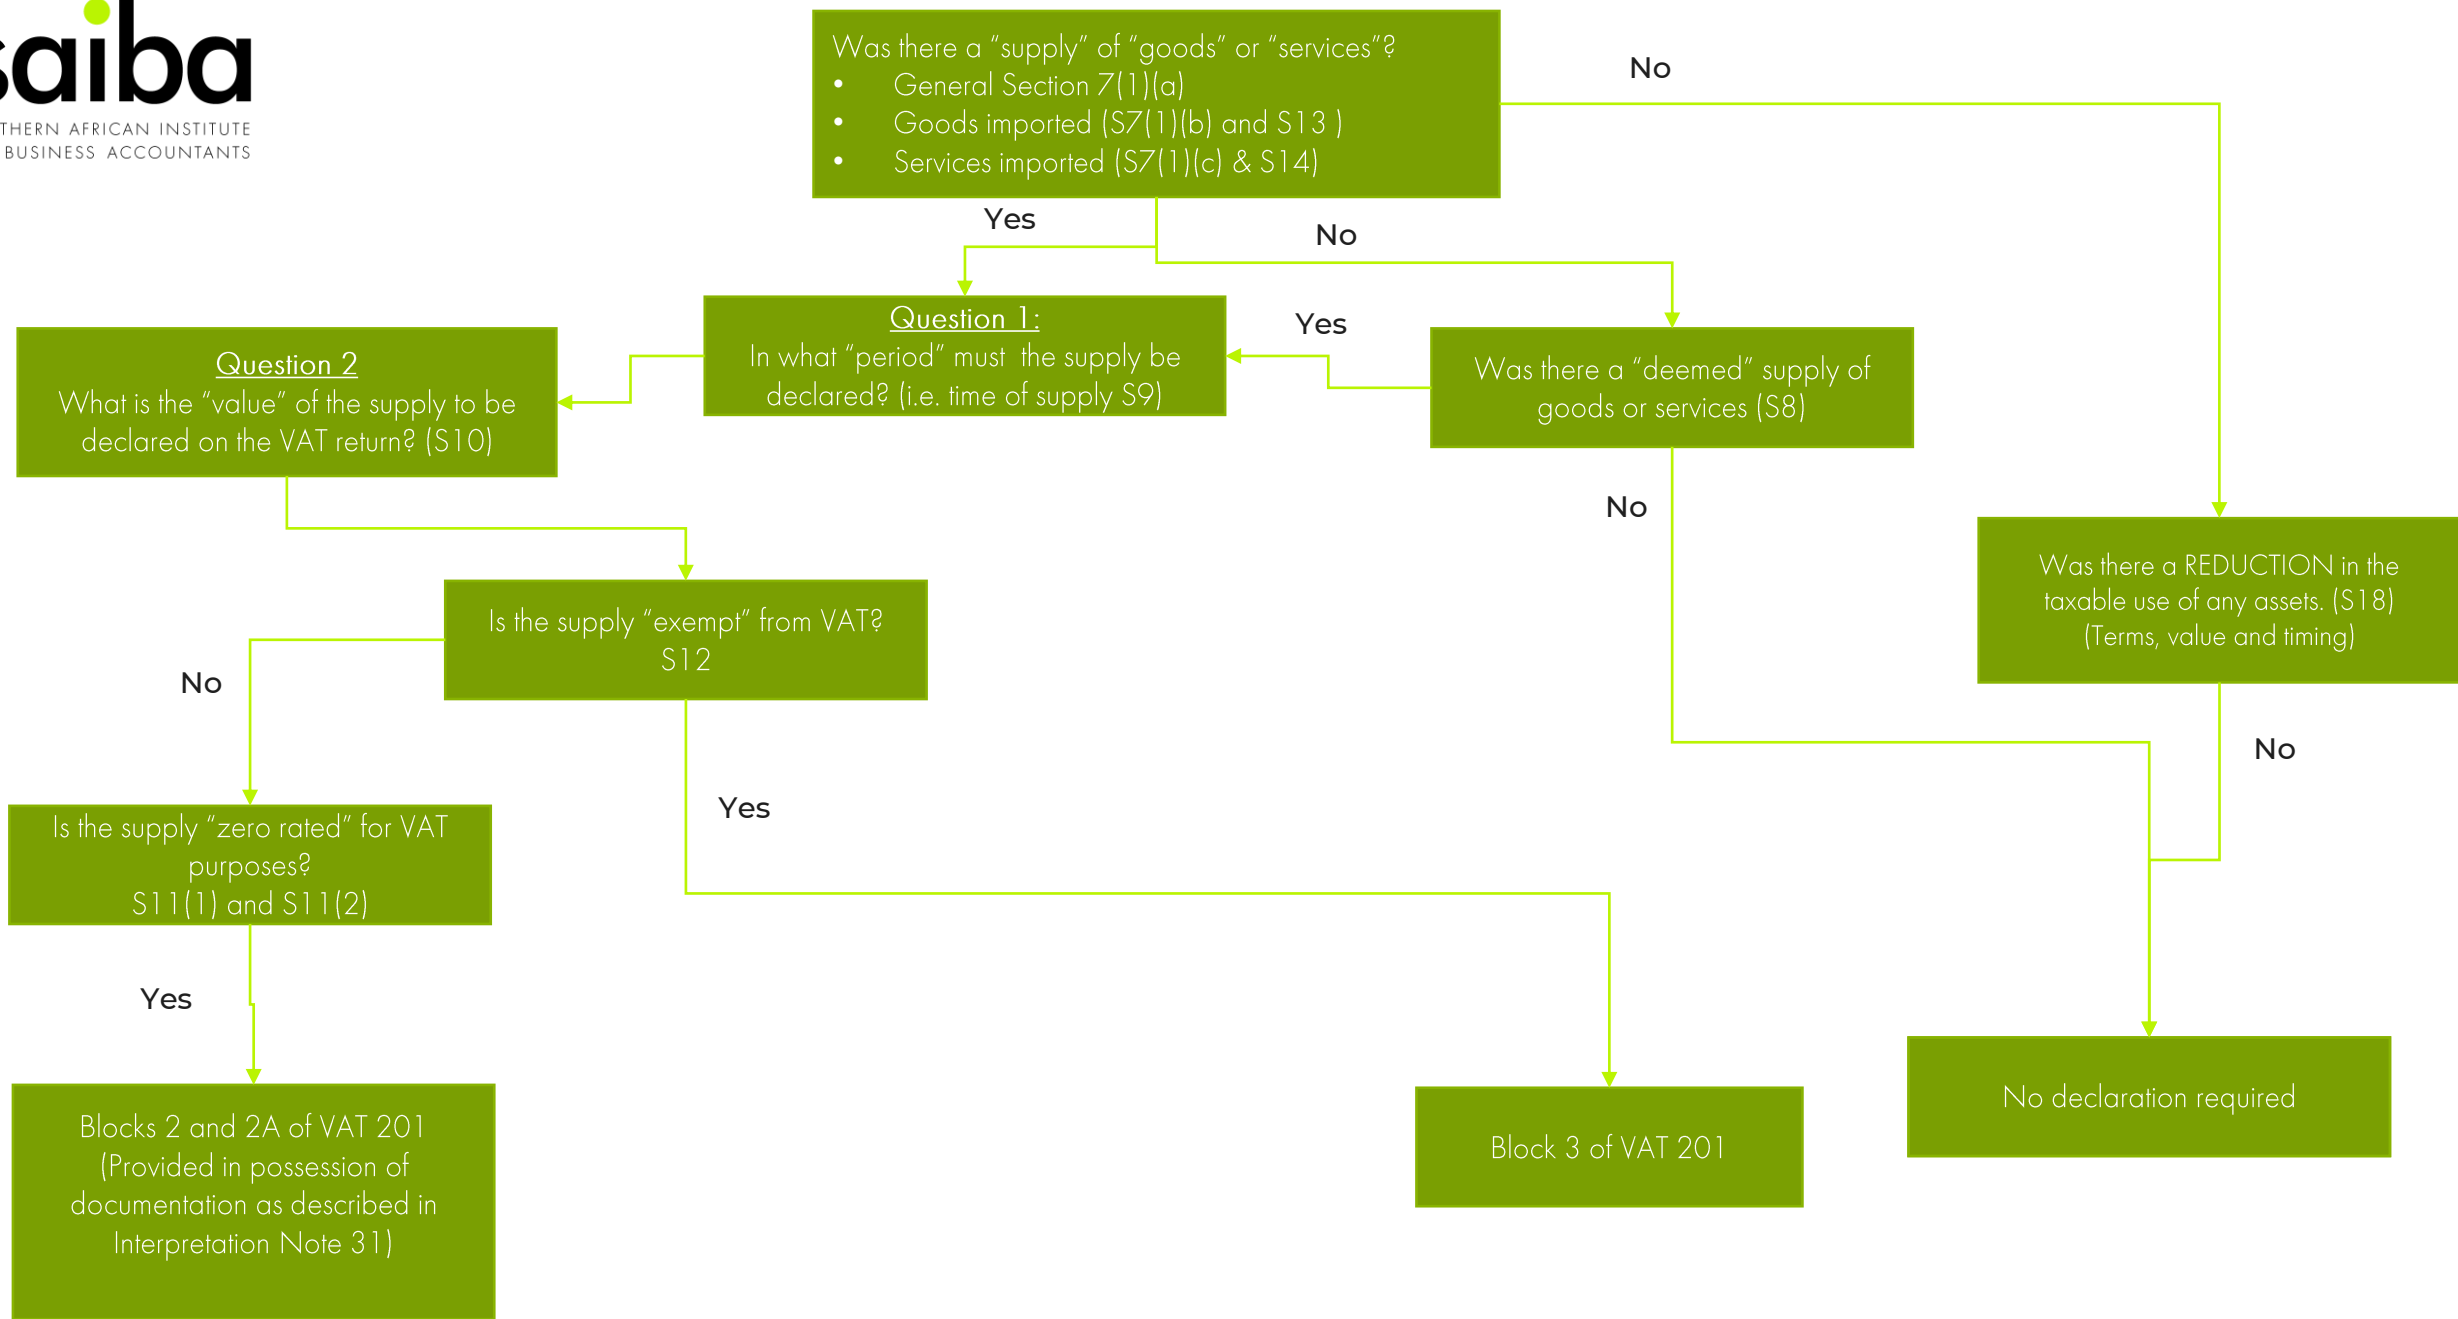 saiba
THERN AFRICAN INSTITUTE
BUSINESS ACCOUNTANTS
Was there a “supply” of “goods” or “services”?
• General Section 7(1)(a)
• Goods imported (S7(1)(b) and S13 )
• Services imported (S7(1)(c) & S14)
No
Yes
No
Question 1:
In what “period” must the supply be
declared? (i.e. time of supply S9)
Yes
Was there a “deemed” supply of
goods or services (S8)
Question 2
What is the “value” of the supply to be
declared on the VAT return? (S10)
No
Was there a REDUCTION in the
taxable use of any assets. (S18)
(Terms, value and timing)
Is the supply “exempt” from VAT?
S12
No
No
Yes
Is the supply “zero rated” for VAT
purposes?
S11(1) and S11(2)
Yes
Blocks 2 and 2A of VAT 201
(Provided in possession of
documentation as described in
Interpretation Note 31)
Block 3 of VAT 201
No declaration required